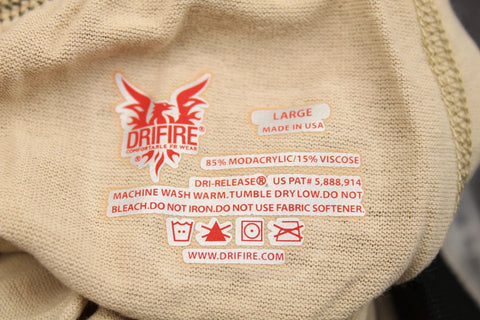 DRIFIRE®
COMFORTABLE FR WEAR
LARGE
MADE IN USA
85% MODACRYLIC/15% VISCOSE
DRI-RELEASE®, US PAT# 5,888,914
MACHINE WASH WARM.TUMBLE DRY LOW.DO NOT
BLEACH.DO NOT IRON.DO NOT USE FABRIC SOFTENER.
WWW.DRIFIRE.COM